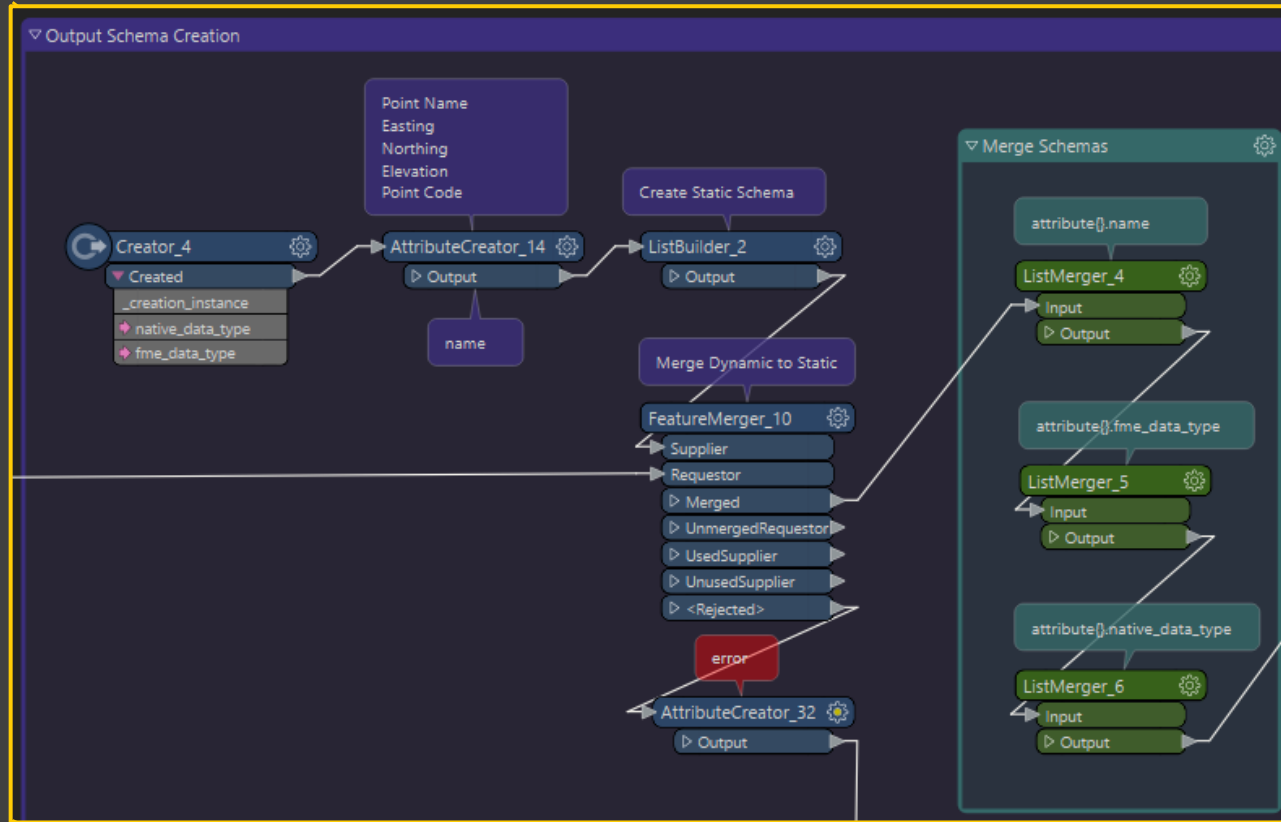 Output Schema Creation
Point Name
Easting
Northing
Elevation
Point Code
Create Static Schema
Merge Schemas
attribute{}.name
Creator_4
Created
_creation_instance
native_data_type
fme_data_type
AttributeCreator_14
Output
name
ListBuilder_2
Output
Merge Dynamic to Static
FeatureMerger_10
Supplier
Requestor
Merged
UnmergedRequestor
UsedSupplier
UnusedSupplier
<Rejected>
error
AttributeCreator_32
Output
ListMerger_4
Input
Output
attribute{}.fme_data_type
ListMerger_5
Input
Output
attribute{}.native_data_type
ListMerger_6
Input
Output